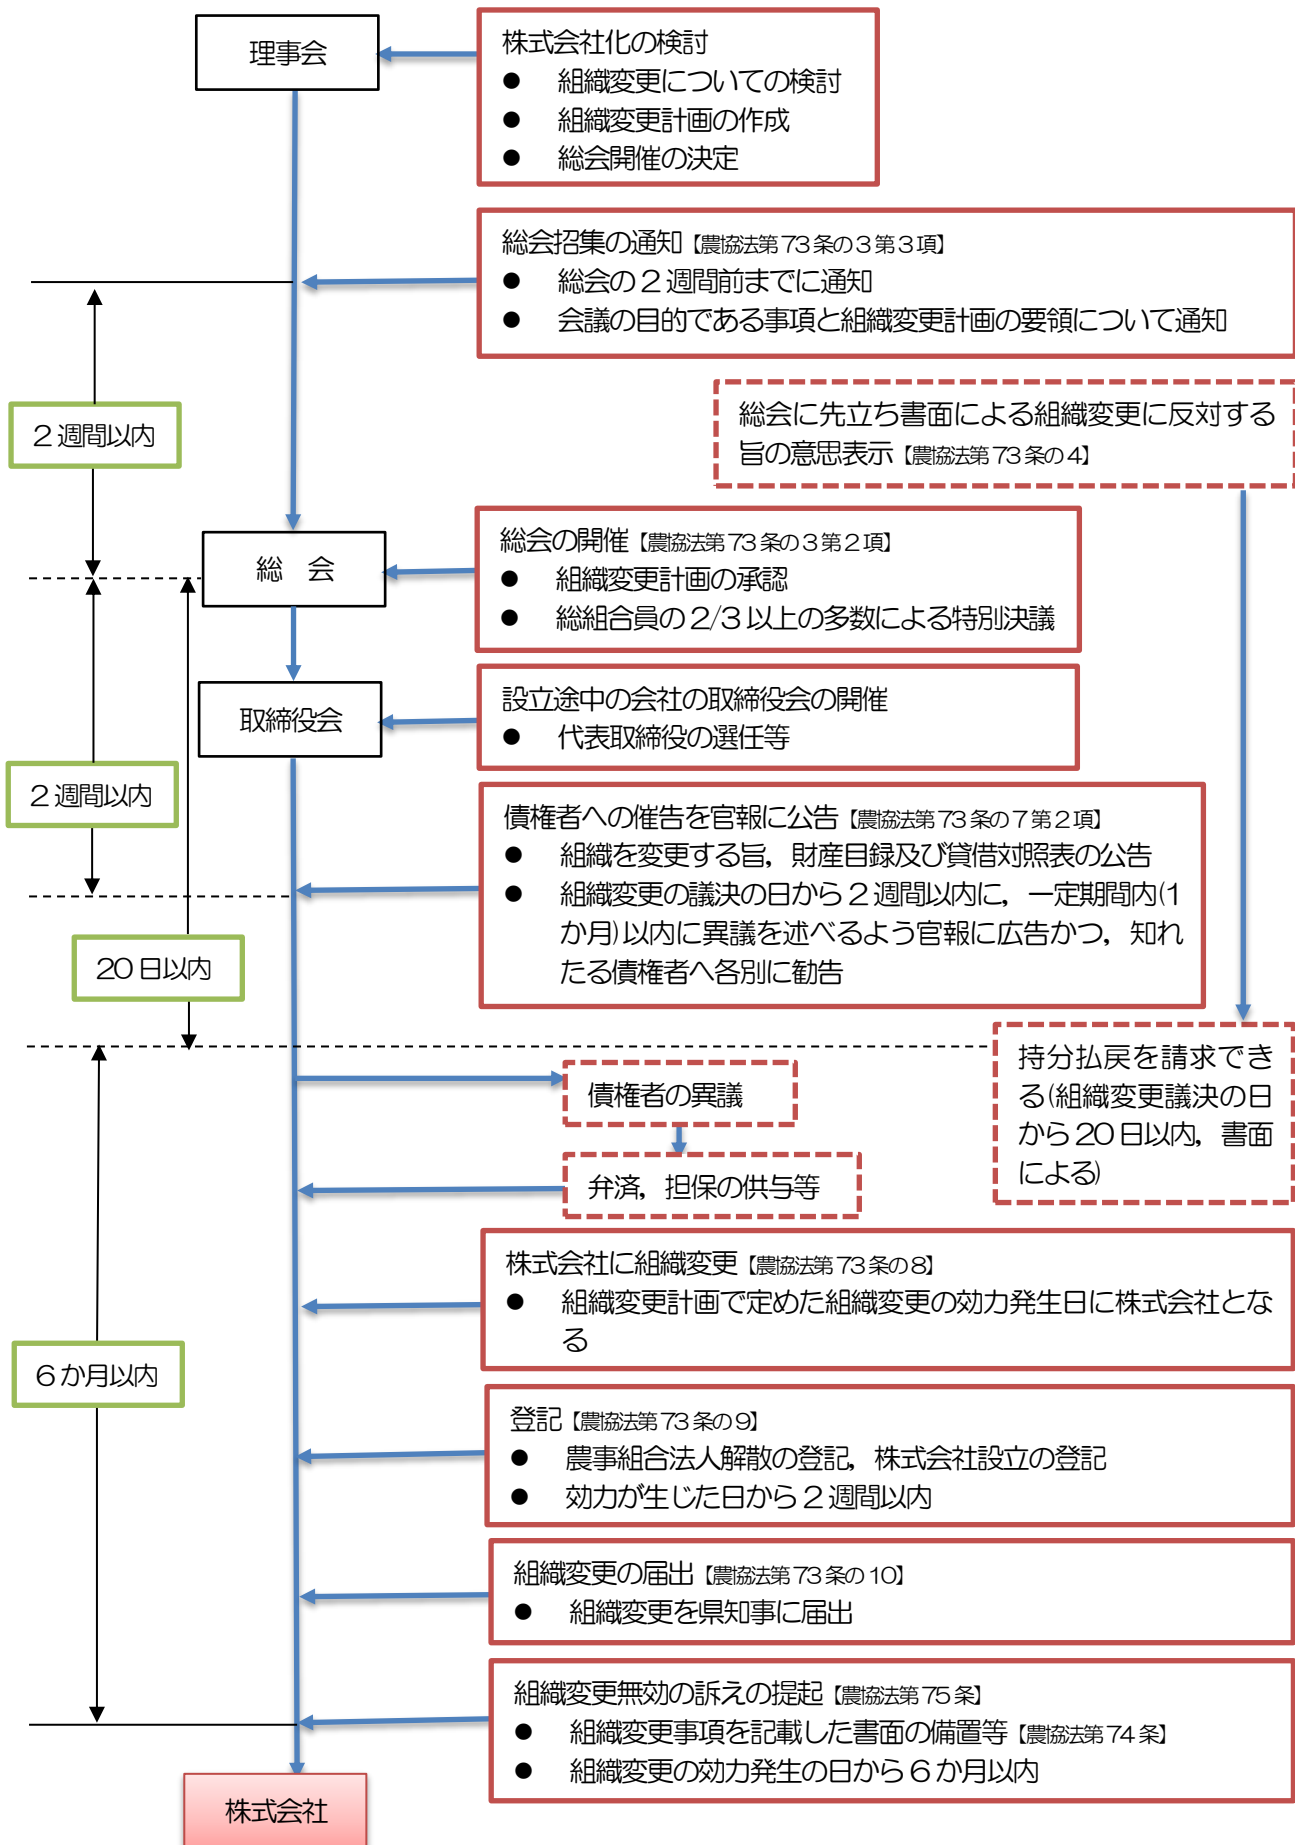 理事会
株式会社化の検討
● 組織変更についての検討
● 組織変更計画の作成
● 総会開催の決定
総会招集の通知【農協法第73条の3第3項】
● 総会の2週間前までに通知
● 会議の目的である事項と組織変更計画の要領について通知
2週間以内
総会に先立ち書面による組織変更に反対する
旨の意思表示【農協法第73条の4】
総　会
総会の開催【農協法第73条の3第2項】
● 組織変更計画の承認
● 総組合員の2/3以上の多数による特別決議
取締役会
設立途中の会社の取締役会の開催
● 代表取締役の選任等
2週間以内
債権者への催告を官報に公告【農協法第73条の7第2項】
● 組織を変更する旨，財産目録及び貸借対照表の公告
● 組織変更の議決の日から2週間以内に，一定期間内(1
か月)以内に異議を述べるよう官報に広告かつ，知れ
たる債権者へ各別に勧告
20日以内
持分払戻を請求でき
る(組織変更議決の日
から20日以内，書面
による)
債権者の異議
弁済，担保の供与等
株式会社に組織変更【農協法第73条の8】
● 組織変更計画で定めた組織変更の効力発生日に株式会社とな
る
6か月以内
登記【農協法第73条の9】
● 農事組合法人解散の登記，株式会社設立の登記
● 効力が生じた日から2週間以内
組織変更の届出【農協法第73条の10】
● 組織変更を県知事に届出
組織変更無効の訴えの提起【農協法第75条】
● 組織変更事項を記載した書面の備置等【農協法第74条】
● 組織変更の効力発生の日から6か月以内
株式会社